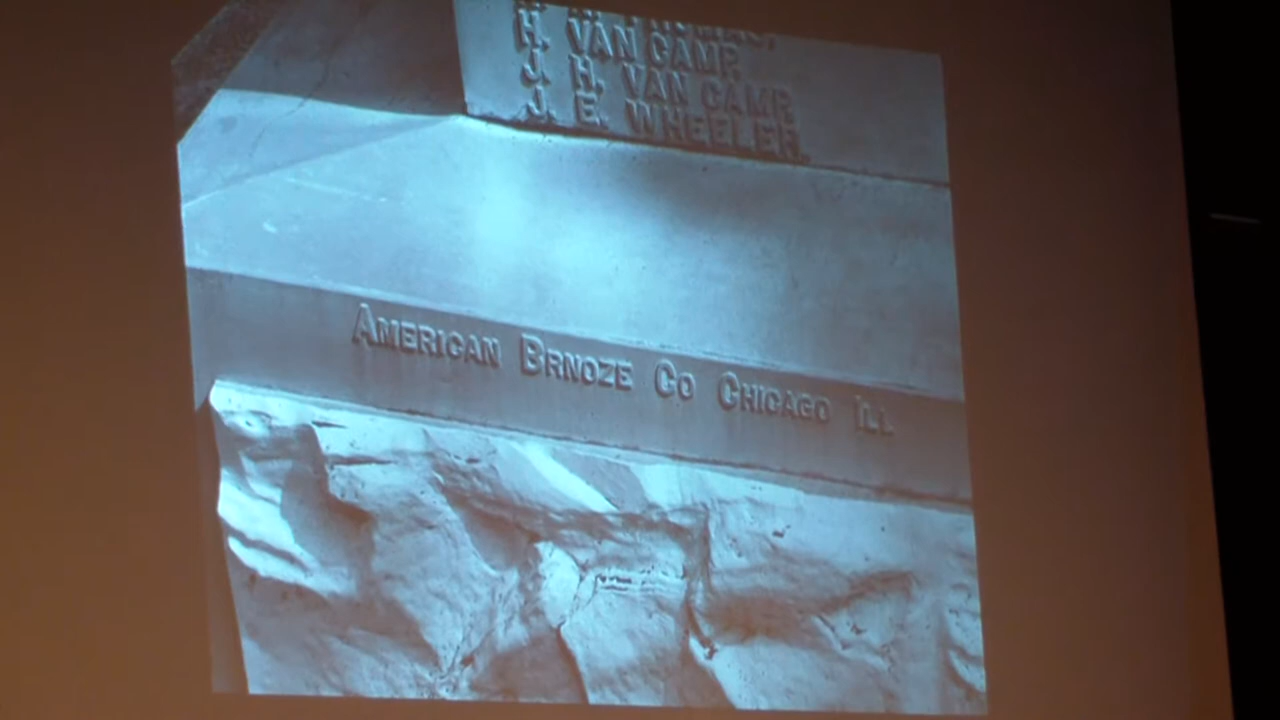 H. VAN CAMP.
J. H. VAN CAMP.
J. E. WHEELER.
AMERICAN BRNOZE CO CHICAGO ILL